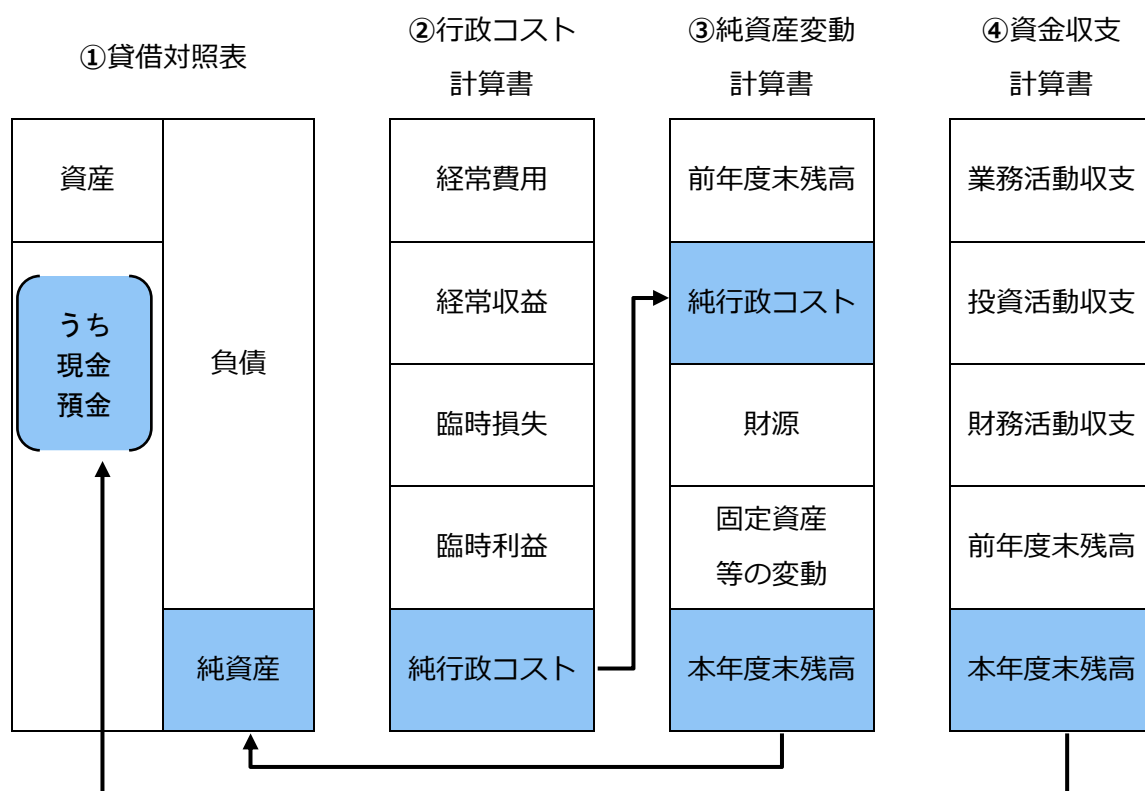 ①貸借対照表
資産
うち
現金
預金
負債
純資産
②行政コスト
計算書
経常費用
経常収益
臨時損失
臨時利益
純行政コスト
③純資産変動
計算書
前年度末残高
純行政コスト
財源
固定資産
等の変動
本年度末残高
④資金収支
計算書
業務活動収支
投資活動収支
財務活動収支
前年度末残高
本年度末残高